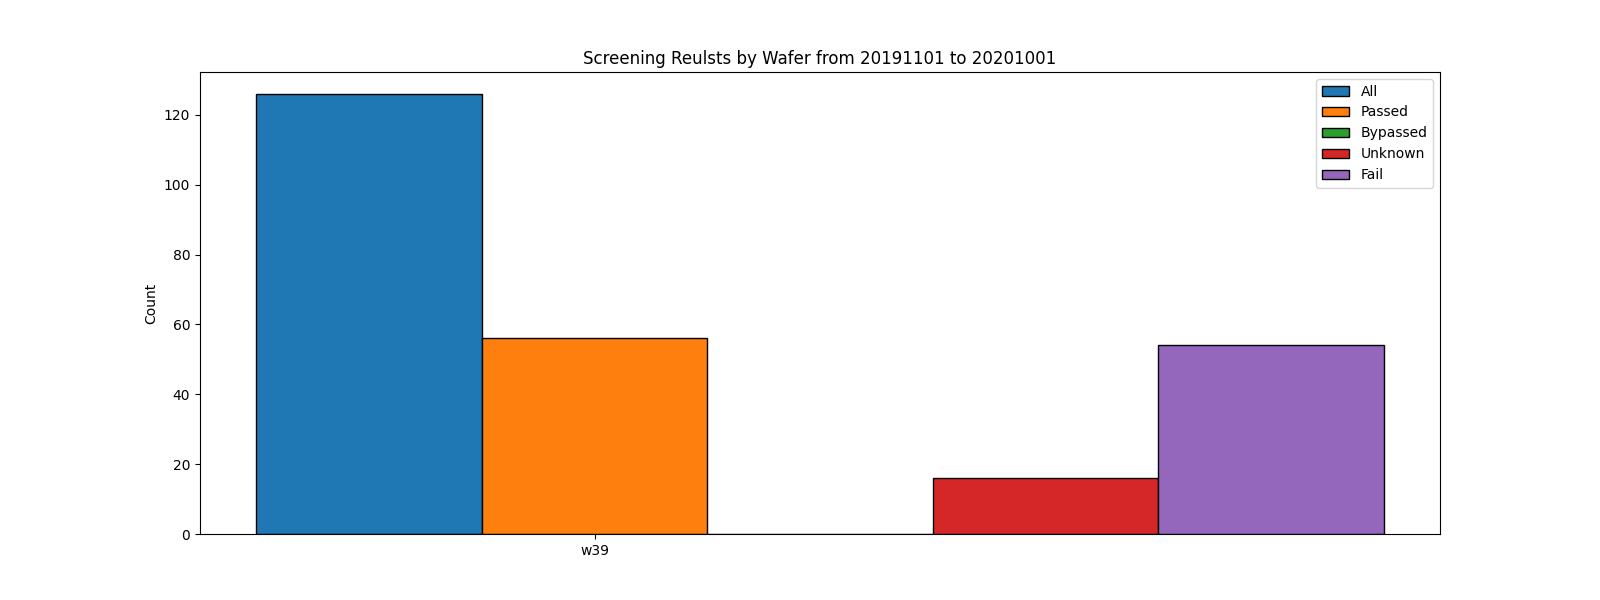 Screening Reulsts by Wafer from 20191101 to 20201001
All
Passed
Bypassed
Unknown
Fail
Count
120
100
80
60
40
20
0
w39